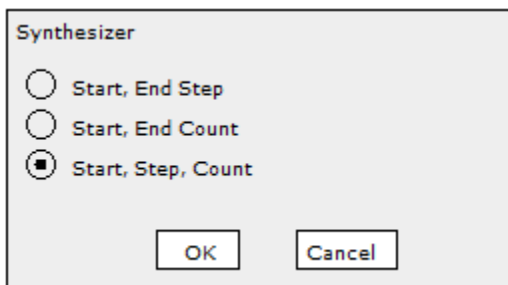 Synthesizer
Start, End Step
Start, End Count
Start, Step, Count
OK Cancel